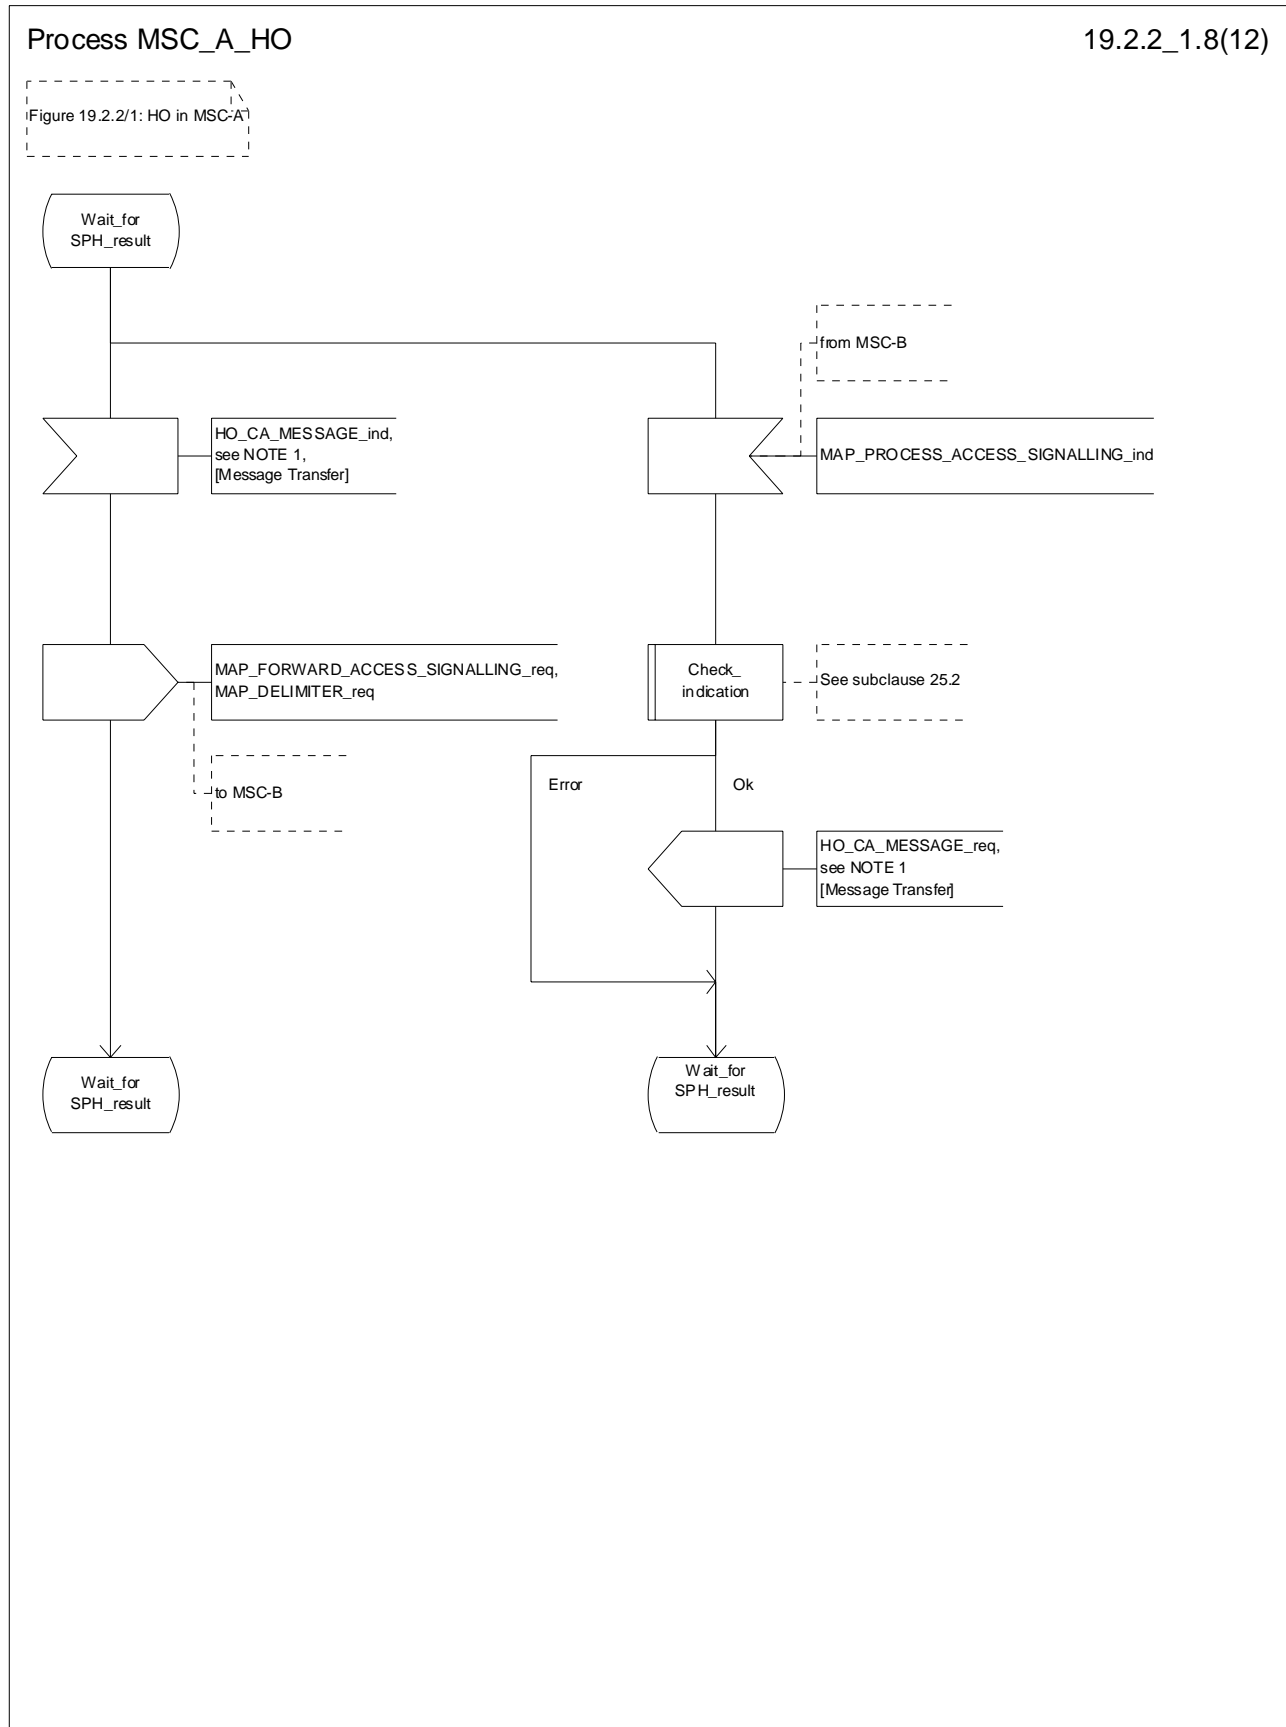 Process MSC_A_HO
19.2.2_1.8(12)
Figure 19.2.2/1: HO in MSC-A
Wait_for
SPH_result
from MSC-B
HO_CA_MESSAGE_ind,
see NOTE 1,
[Message Transfer]
MAP_PROCESS_ACCESS_SIGNALLING_ind
MAP_FORWARD_ACCESS_SIGNALLING_req,
MAP_DELIMITER_req
Check_
indication
See subclause 25.2
to MSC-B
Error
Ok
HO_CA_MESSAGE_req,
see NOTE 1
[Message Transfer]
Wait_for
SPH_result
Wait_for
SPH_result